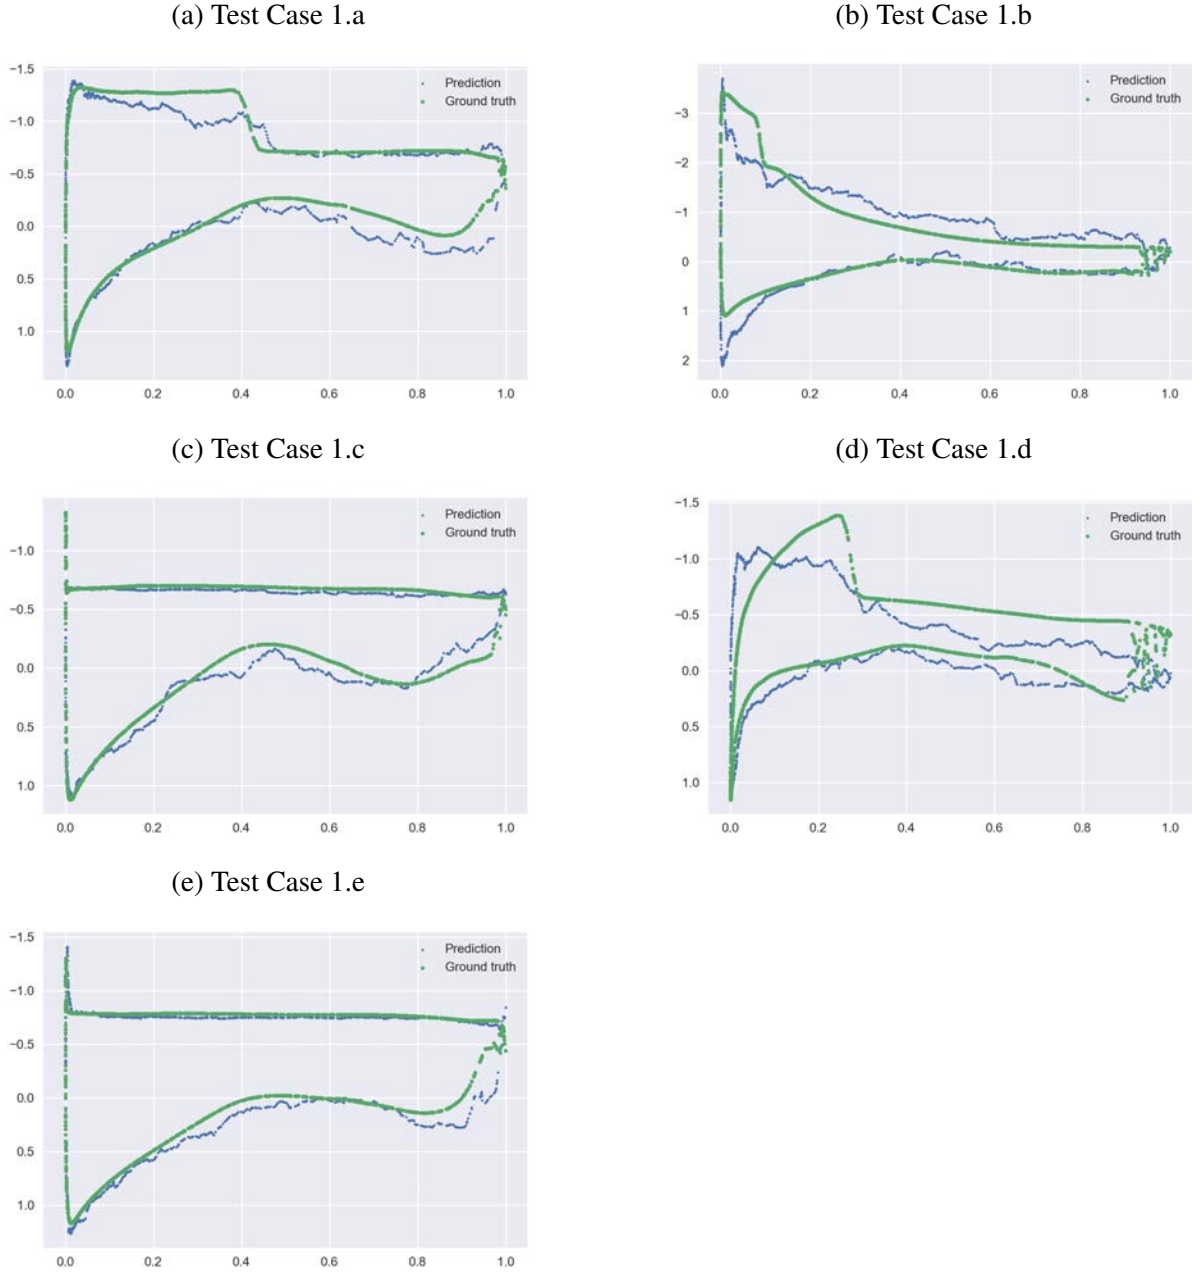 (a) Test Case 1.a
−1.5
−1.0
−0.5
0.0
0.5
1.0
0.0 0.2 0.4 0.6 0.8 1.0
Prediction
Ground truth
(b) Test Case 1.b
−3
−2
−1
0
1
2
0.0 0.2 0.4 0.6 0.8 1.0
Prediction
Ground truth
(c) Test Case 1.c
−1.0
−0.5
0.0
0.5
1.0
0.0 0.2 0.4 0.6 0.8 1.0
Prediction
Ground truth
(d) Test Case 1.d
−1.5
−1.0
−0.5
0.0
0.5
1.0
0.0 0.2 0.4 0.6 0.8 1.0
Prediction
Ground truth
(e) Test Case 1.e
−1.5
−1.0
−0.5
0.0
0.5
1.0
0.0 0.2 0.4 0.6 0.8 1.0
Prediction
Ground truth